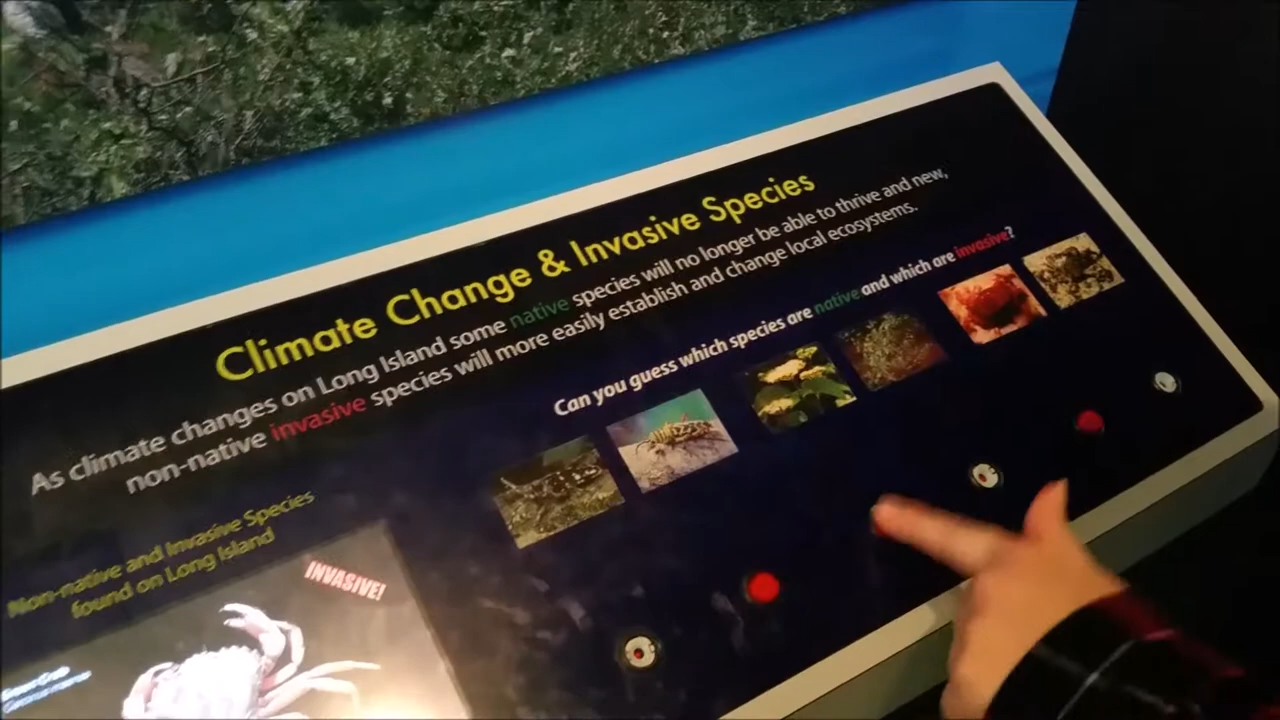 Climate Change & Invasive Species
As climate changes on Long Island some native species will no longer be able to thrive and new,
non-native invasive species will more easily establish and change local ecosystems.
Can you guess which species are native and which are invasive?
Non-native and Invasive Species
found on Long Island
INVASIVE!
Green Crab